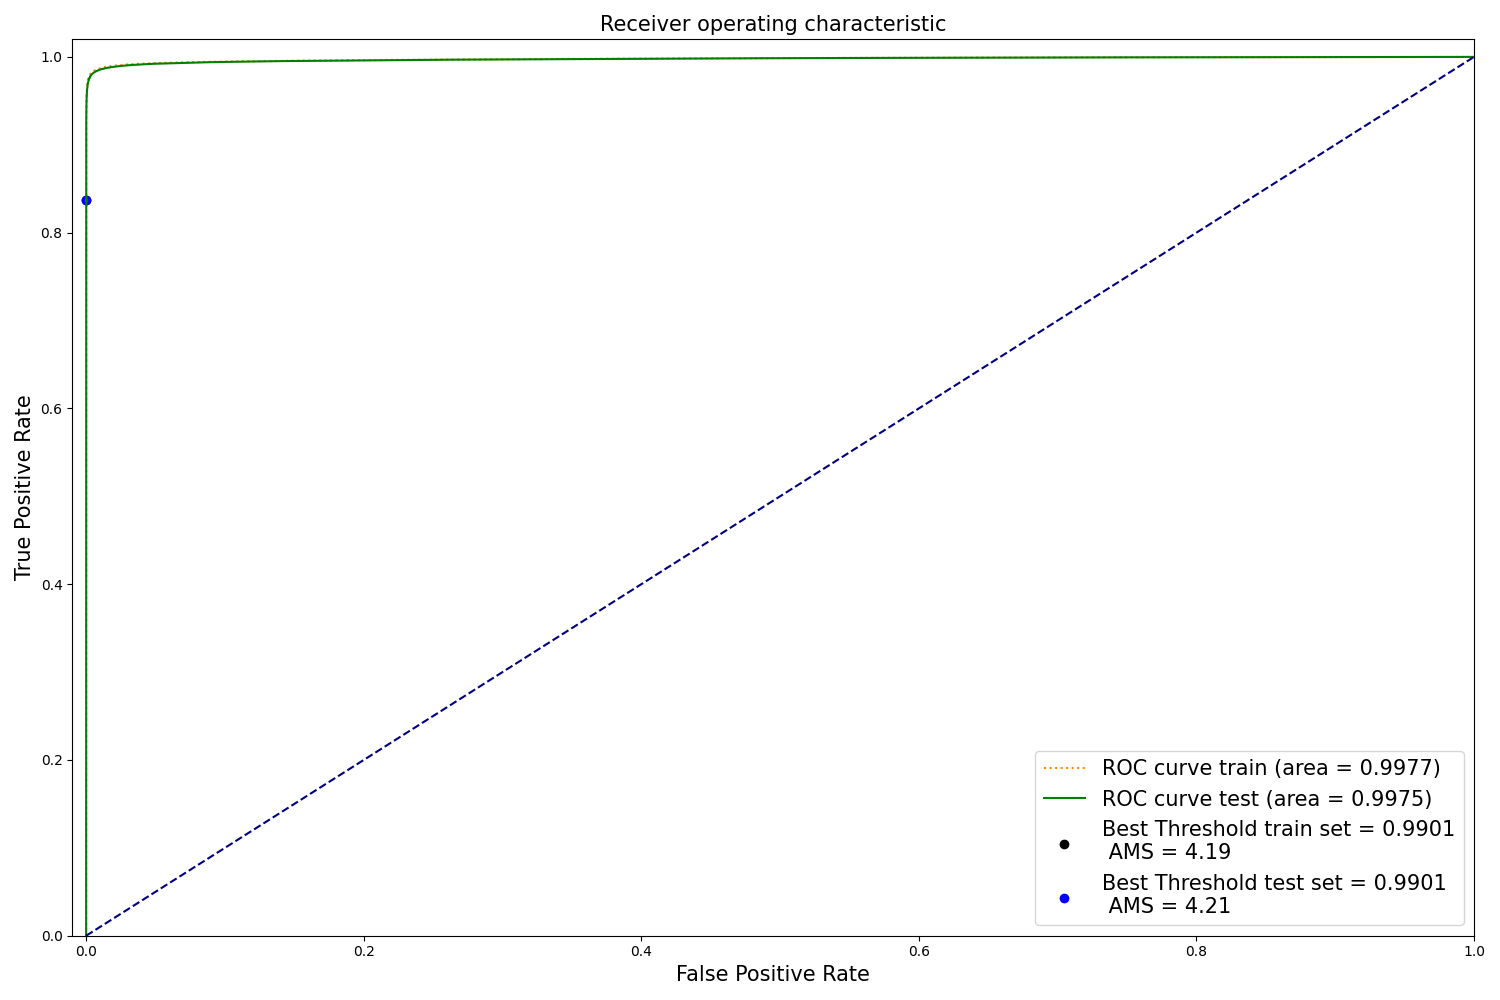 Receiver operating characteristic
1.0
0.8
0.6
0.4
0.2
0.0
True Positive Rate
ROC curve train (area = 0.9977)
ROC curve test (area = 0.9975)
Best Threshold train set = 0.9901
AMS = 4.19
Best Threshold test set = 0.9901
AMS = 4.21
0.0 0.2 0.4 0.6 0.8 1.0
False Positive Rate